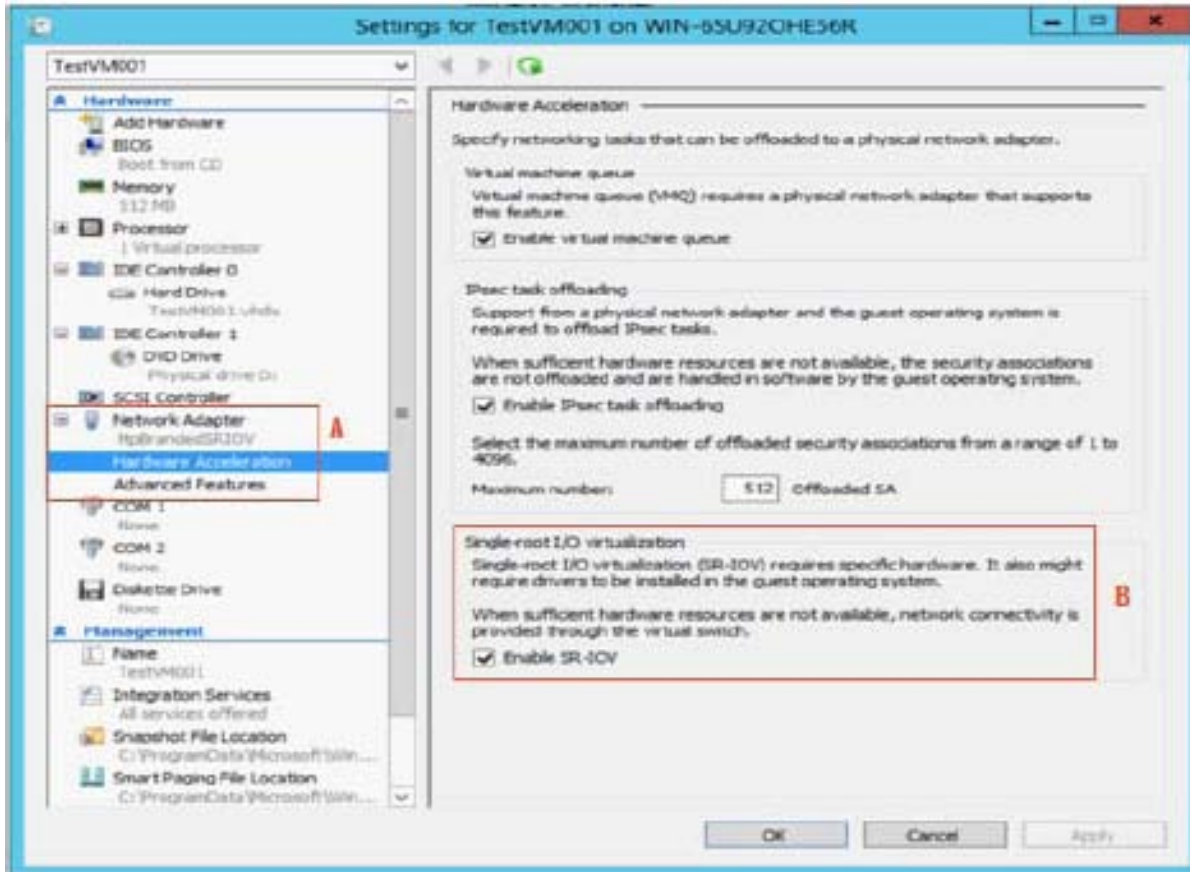 Settings for TestVM001 on WIN-6SU92OHE56R
TestVM001
Hardware
Add Hardware
BIOS
Boot from CD
Memory
512 MB
Processor
1 Virtual processor
IDE Controller 0
Hard Drive
TestVM001.vhdx
IDE Controller 1
DVD Drive
Physical drive D:
SCSI Controller
Network Adapter
HpBrandedSRIOV
Hardware Acceleration
Advanced Features
A
COM 1
None
COM 2
None
Diskette Drive
None
Management
Name
TestVM001
Integration Services
All services offered
Snapshot File Location
C:\ProgramData\Microsoft\Win...
Smart Paging File Location
C:\ProgramData\Microsoft\Win...
Hardware Acceleration
Specify networking tasks that can be offloaded to a physical network adapter.
Virtual machine queue
Virtual machine queue (VMQ) requires a physical network adapter that supports
this feature.
Enable virtual machine queue
IPsec task offloading
Support from a physical network adapter and the guest operating system is
required to offload IPsec tasks.
When sufficient hardware resources are not available, the security associations
are not offloaded and are handled in software by the guest operating system.
Enable IPsec task offloading
Select the maximum number of offloaded security associations from a range of 1 to
4096.
Maximum number: 512 Offloaded SA
Single-root I/O virtualization
Single-root I/O virtualization (SR-IOV) requires specific hardware. It also might
require drivers to be installed in the guest operating system.
When sufficient hardware resources are not available, network connectivity is
provided through the virtual switch.
Enable SR-IOV
B
OK Cancel Apply